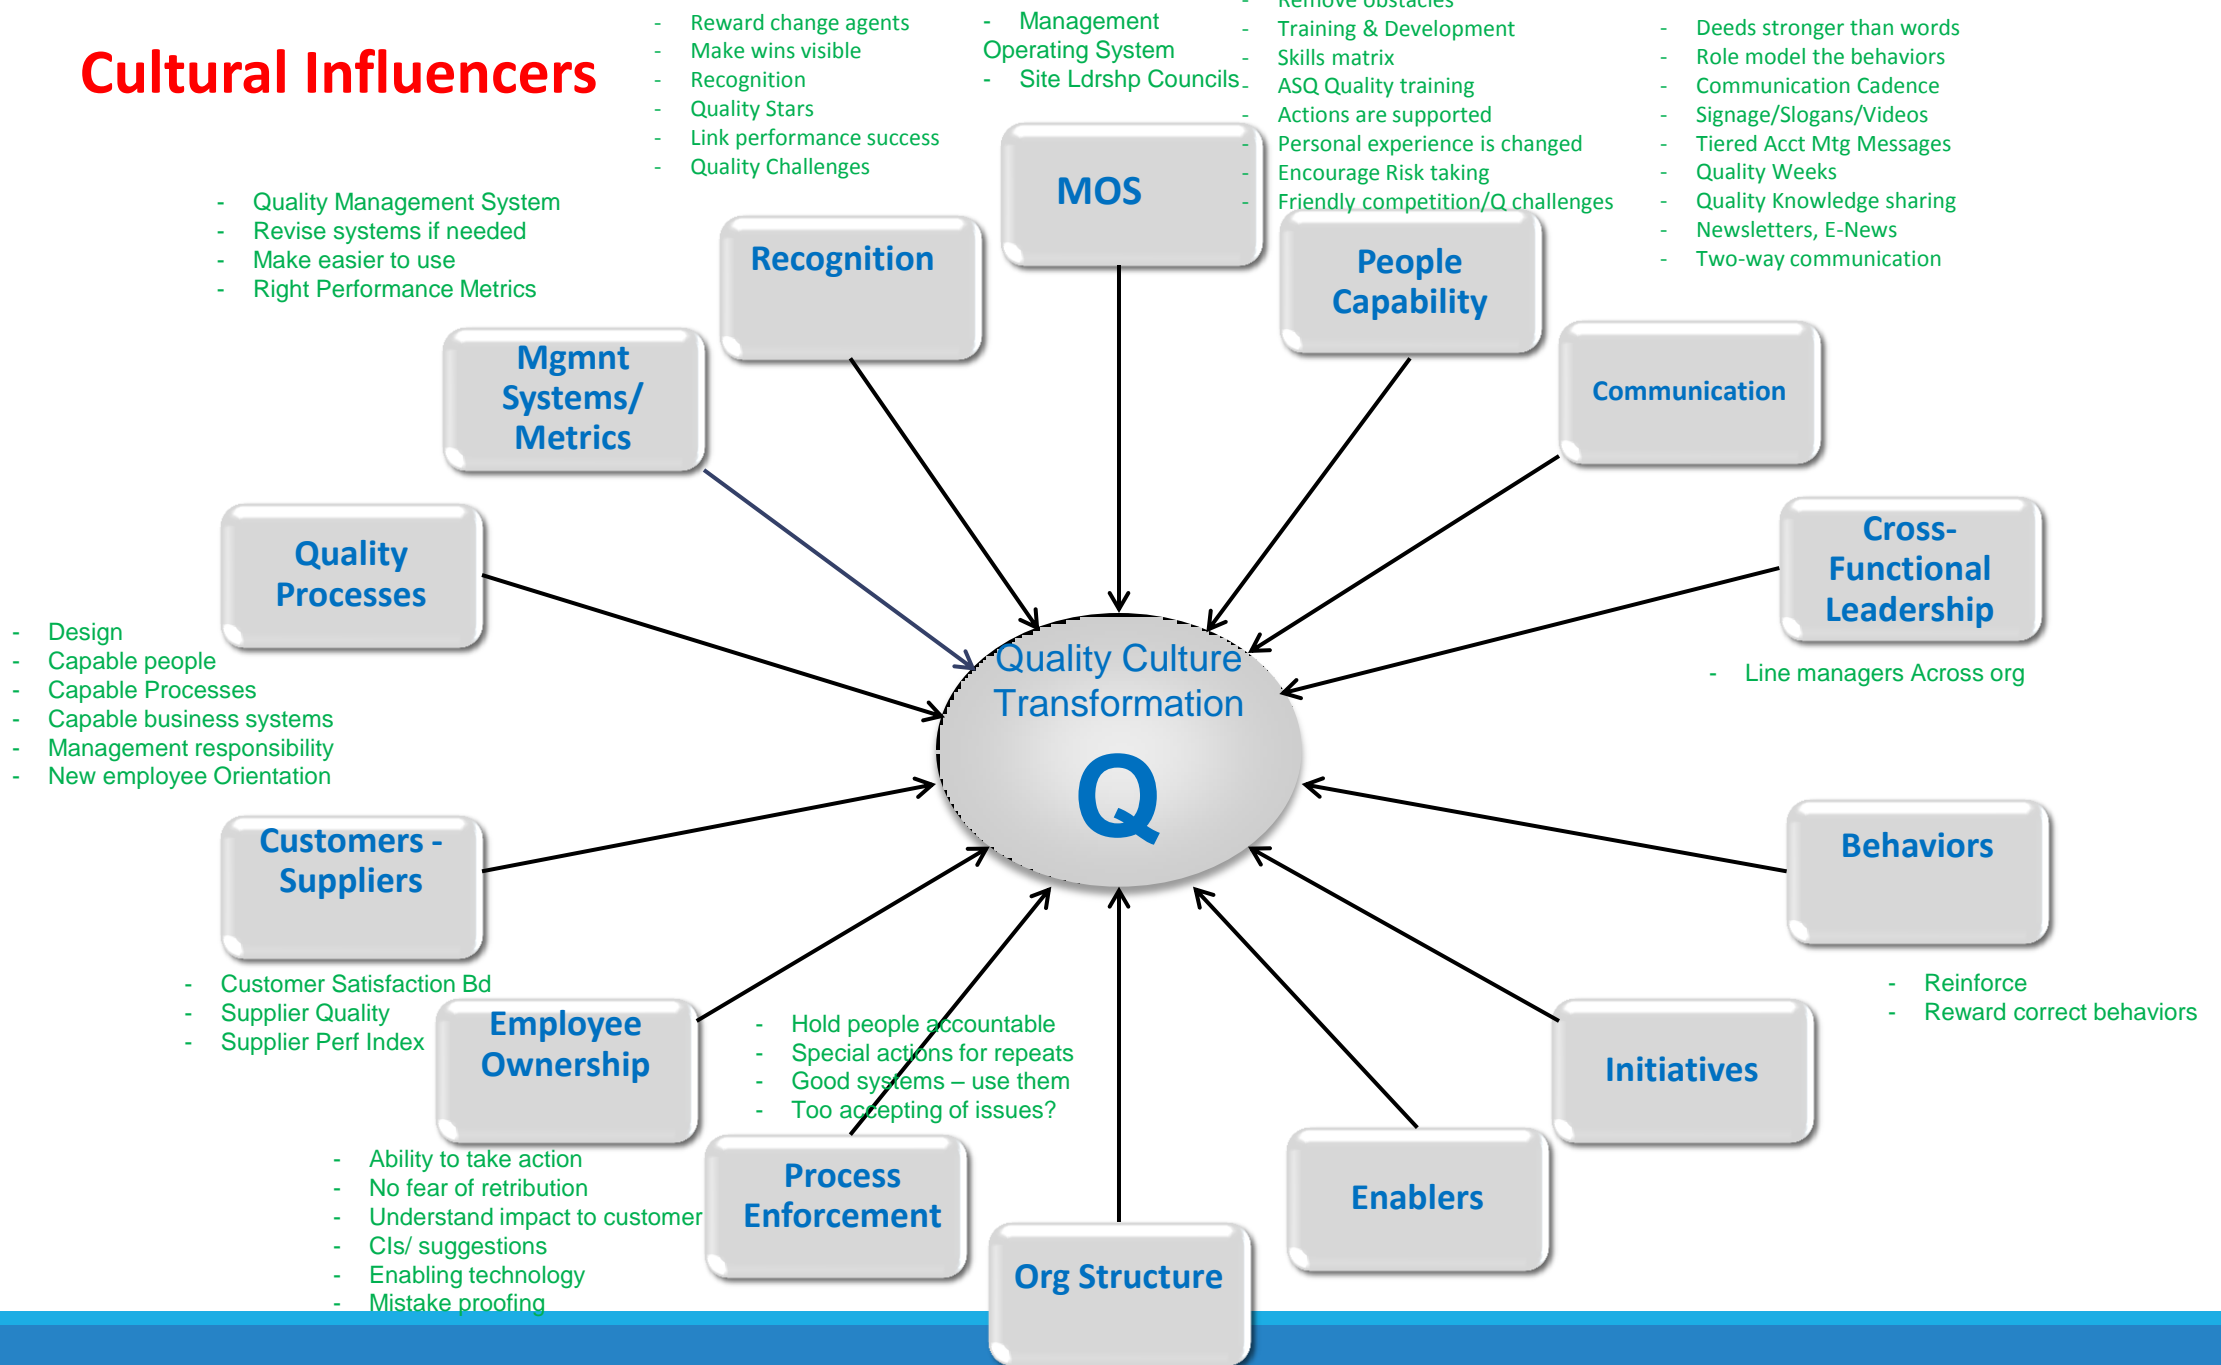 Cultural Influencers
- Reward change agents
- Make wins visible
- Recognition
- Quality Stars
- Link performance success
- Quality Challenges
- Management
Operating System
- Site Ldrshp Councils
- Remove obstacles
- Training & Development
- Skills matrix
- ASQ Quality training
- Actions are supported
- Personal experience is changed
- Encourage Risk taking
- Friendly competition/Q challenges
- Deeds stronger than words
- Role model the behaviors
- Communication Cadence
- Signage/Slogans/Videos
- Tiered Acct Mtg Messages
- Quality Weeks
- Quality Knowledge sharing
- Newsletters, E-News
- Two-way communication
- Quality Management System
- Revise systems if needed
- Make easier to use
- Right Performance Metrics
MOS
Recognition
People
Capability
Mgmnt
Systems/
Metrics
Communication
Quality
Processes
Cross-
Functional
Leadership
- Design
- Capable people
- Capable Processes
- Capable business systems
- Management responsibility
- New employee Orientation
- Line managers Across org
Quality Culture
Transformation
Q
Customers -
Suppliers
Behaviors
- Customer Satisfaction Bd
- Supplier Quality
- Supplier Perf Index
- Reinforce
- Reward correct behaviors
Employee
Ownership
- Hold people accountable
- Special actions for repeats
- Good systems – use them
- Too accepting of issues?
Initiatives
- Ability to take action
- No fear of retribution
- Understand impact to customer
- CIs/ suggestions
- Enabling technology
- Mistake proofing
Process
Enforcement
Enablers
Org Structure